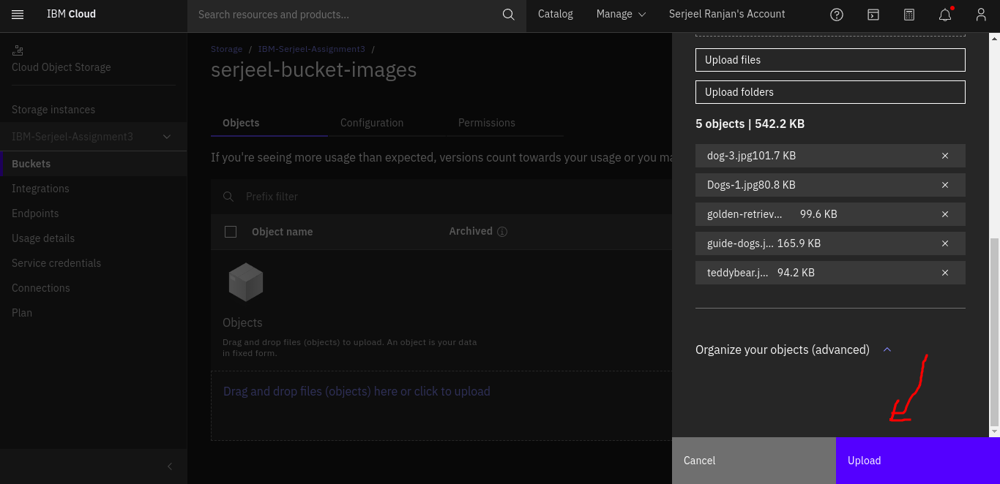 IBM Cloud
Search resources and products...
Catalog
Manage
Serjeel Ranjan's Account
Cloud Object Storage
Storage instances
IBM-Serjeel-Assignment3
Buckets
Integrations
Endpoints
Usage details
Service credentials
Connections
Plan
Storage / IBM-Serjeel-Assignment3 /
serjeel-bucket-images
Objects
Configuration
Permissions
If you're seeing more usage than expected, versions count towards your usage or you ma
Prefix filter
Object name
Archived
Objects
Drag and drop files (objects) to upload. An object is your data
in fixed form.
Drag and drop files (objects) here or click to upload
Upload files
Upload folders
5 objects | 542.2 KB
dog-3.jpg101.7 KB
Dogs-1.jpg80.8 KB
golden-retriev... 99.6 KB
guide-dogs.j... 165.9 KB
teddybear.j... 94.2 KB
Organize your objects (advanced)
Cancel
Upload